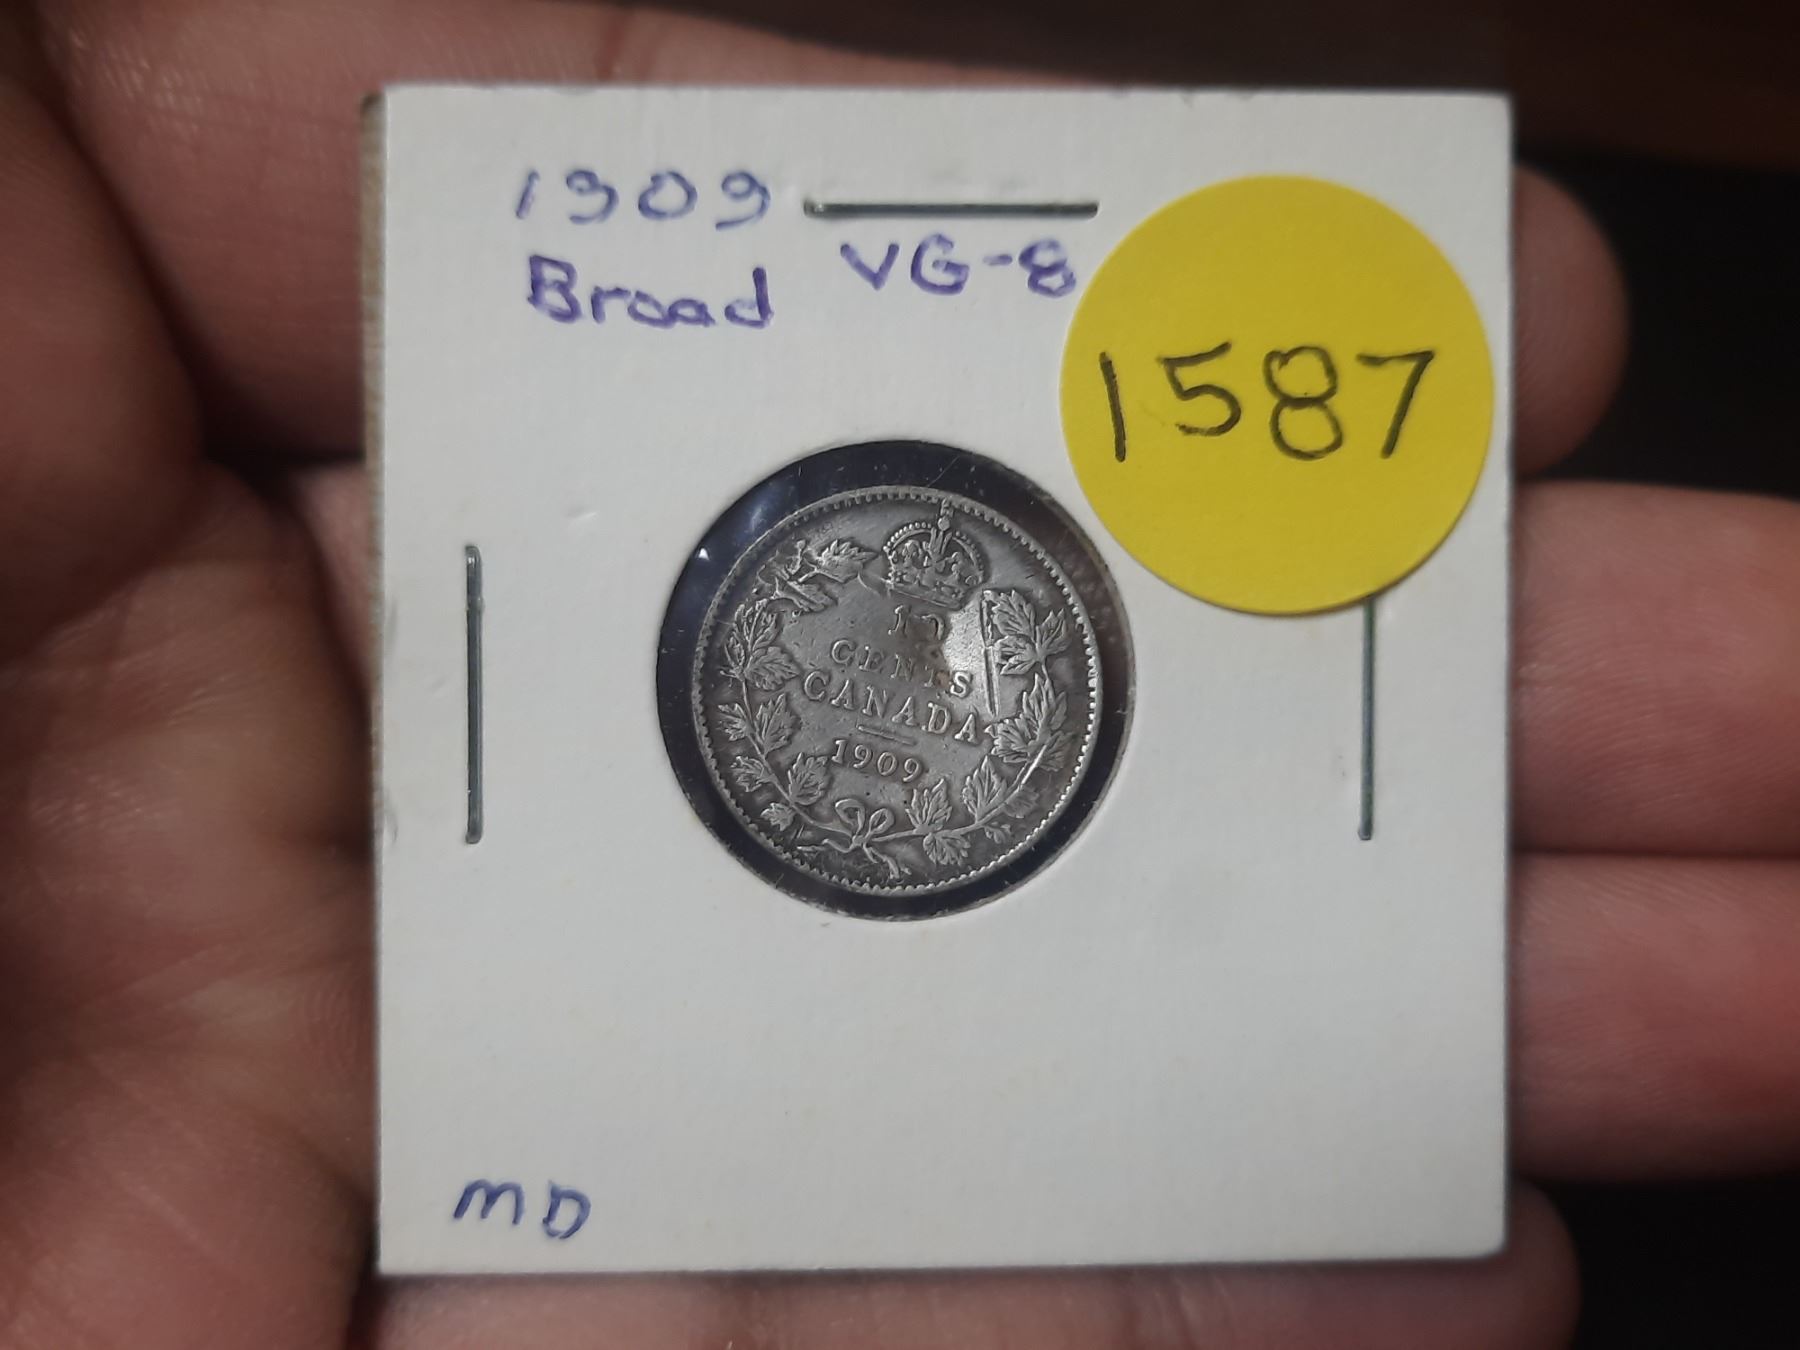 1909
VG-8
Broad
1587
10
CENTS
CANADA
1909
MD